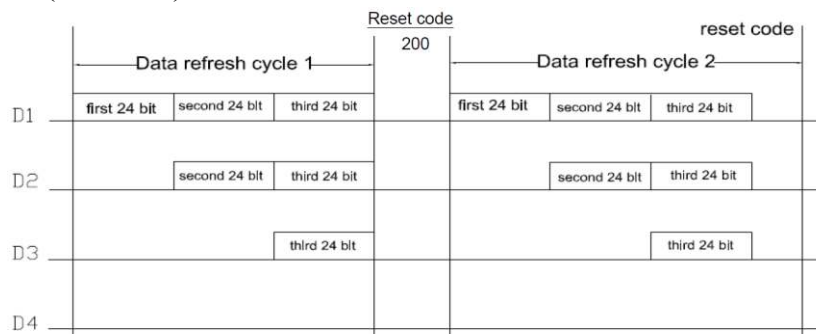 Reset code
200
reset code
Data refresh cycle 1
Data refresh cycle 2
D1 first 24 bit second 24 blt third 24 bit first 24 bit second 24 blt third 24 bit
D2 second 24 blt third 24 bit second 24 blt third 24 bit
D3 thlrd 24 blt third 24 bit
D4